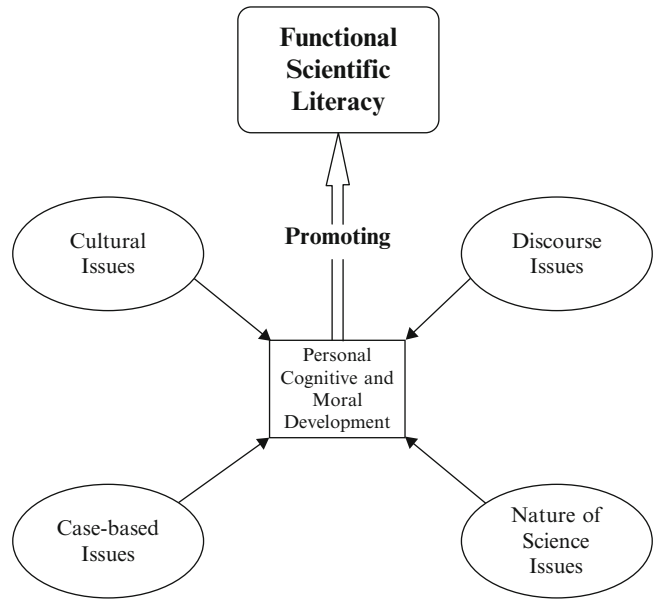 Functional
Scientific
Literacy
Promoting
Cultural
Issues
Discourse
Issues
Personal
Cognitive and
Moral
Development
Case-based
Issues
Nature of
Science
Issues